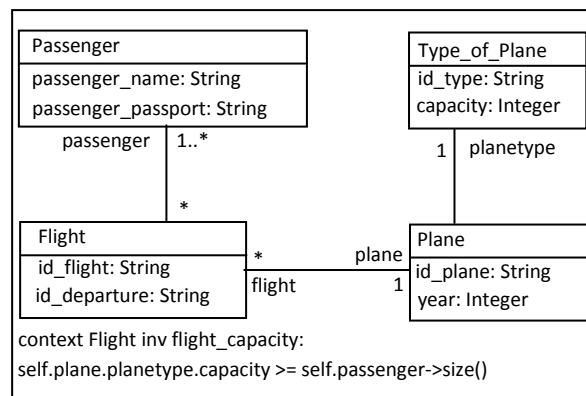 Passenger
passenger_name: String
passenger_passport: String
Type_of_Plane
id_type: String
capacity: Integer
passenger 1..*
1 planetype
*
Flight
id_flight: String
id_departure: String
*
flight
plane
1
Plane
id_plane: String
year: Integer
context Flight inv flight_capacity:
self.plane.planetype.capacity >= self.passenger->size()